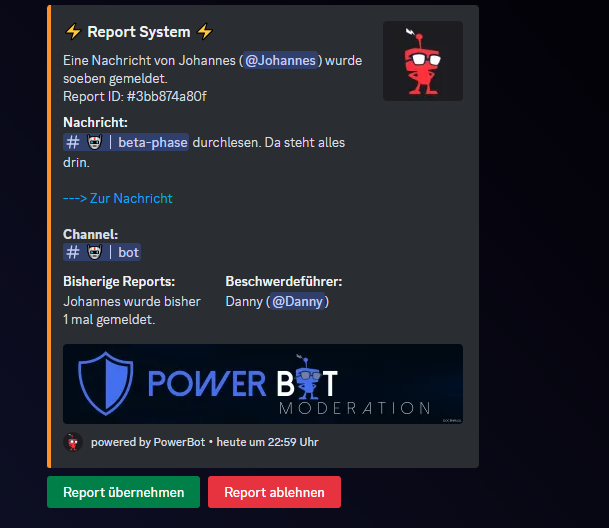 ⚡ Report System ⚡
Eine Nachricht von Johannes (@Johannes) wurde
soeben gemeldet.
Report ID: #3bb874a80f
Nachricht:
# | beta-phase durchlesen. Da steht alles
drin.
---> Zur Nachricht
Channel:
# | bot
Bisherige Reports:
Johannes wurde bisher
1 mal gemeldet.
Beschwerdeführer:
Danny (@Danny)
POWER BOT
MODERATION
powered by PowerBot • heute um 22:59 Uhr
Report übernehmen
Report ablehnen